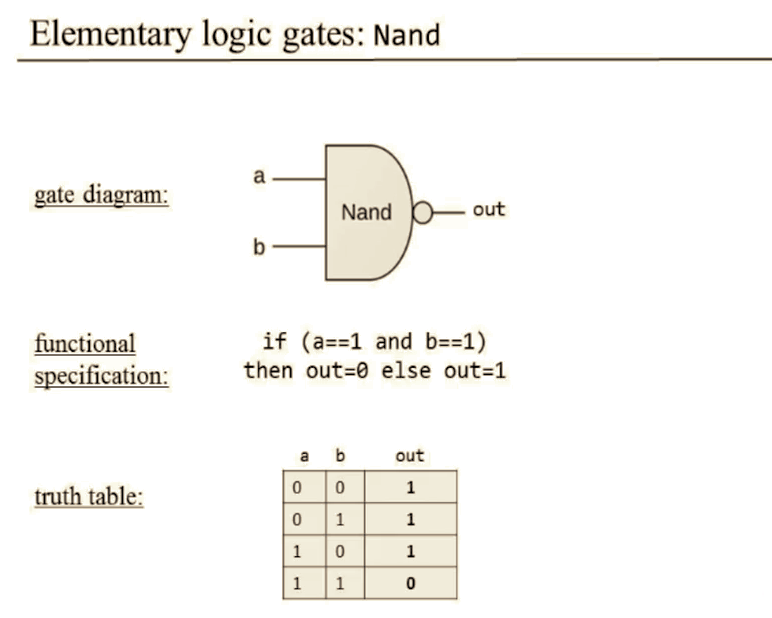 Elementary logic gates: Nand
gate diagram:
a
Nand
out
b
functional
specification:
if (a==1 and b==1)
then out=0 else out=1
truth table:
a b out
0 0 1
0 1 1
1 0 1
1 1 0